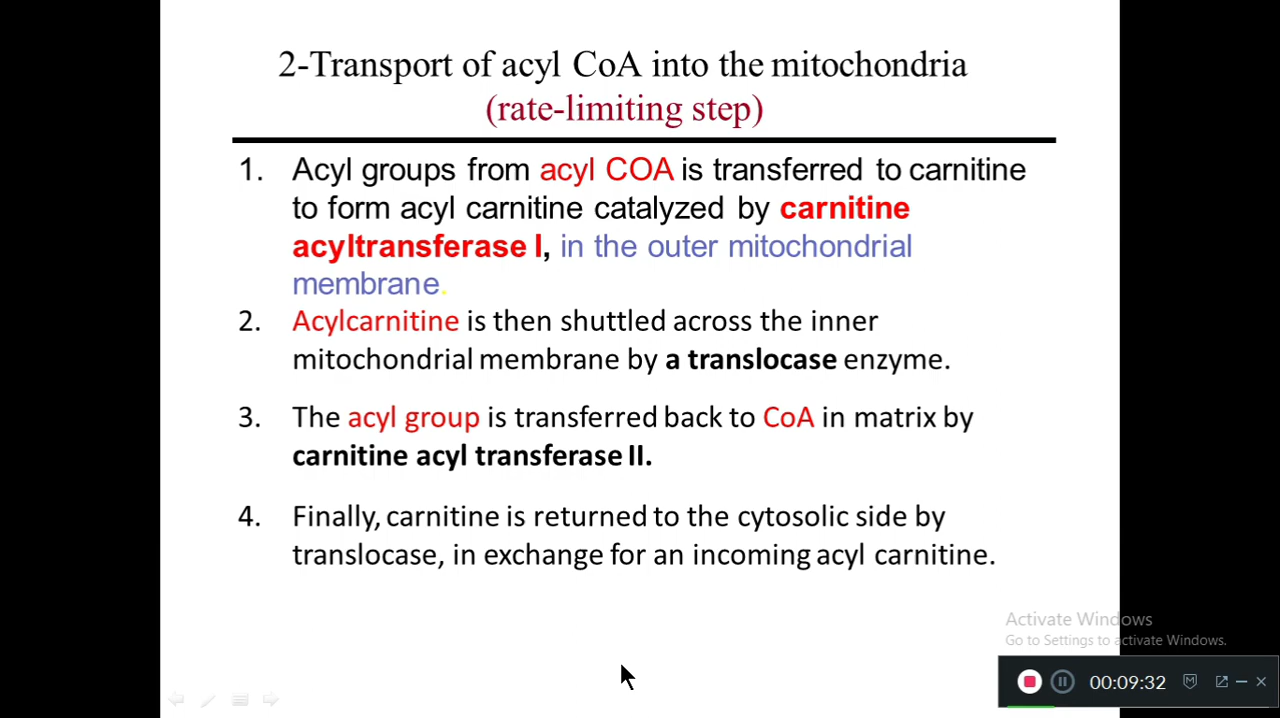 2-Transport of acyl CoA into the mitochondria
(rate-limiting step)
1. Acyl groups from acyl COA is transferred to carnitine
to form acyl carnitine catalyzed by carnitine
acyltransferase I, in the outer mitochondrial
membrane.
2. Acylcarnitine is then shuttled across the inner
mitochondrial membrane by a translocase enzyme.
3. The acyl group is transferred back to CoA in matrix by
carnitine acyl transferase II.
4. Finally, carnitine is returned to the cytosolic side by
translocase, in exchange for an incoming acyl carnitine.
Activate Windows
Go to Settings to activate Windows.
00:09:32